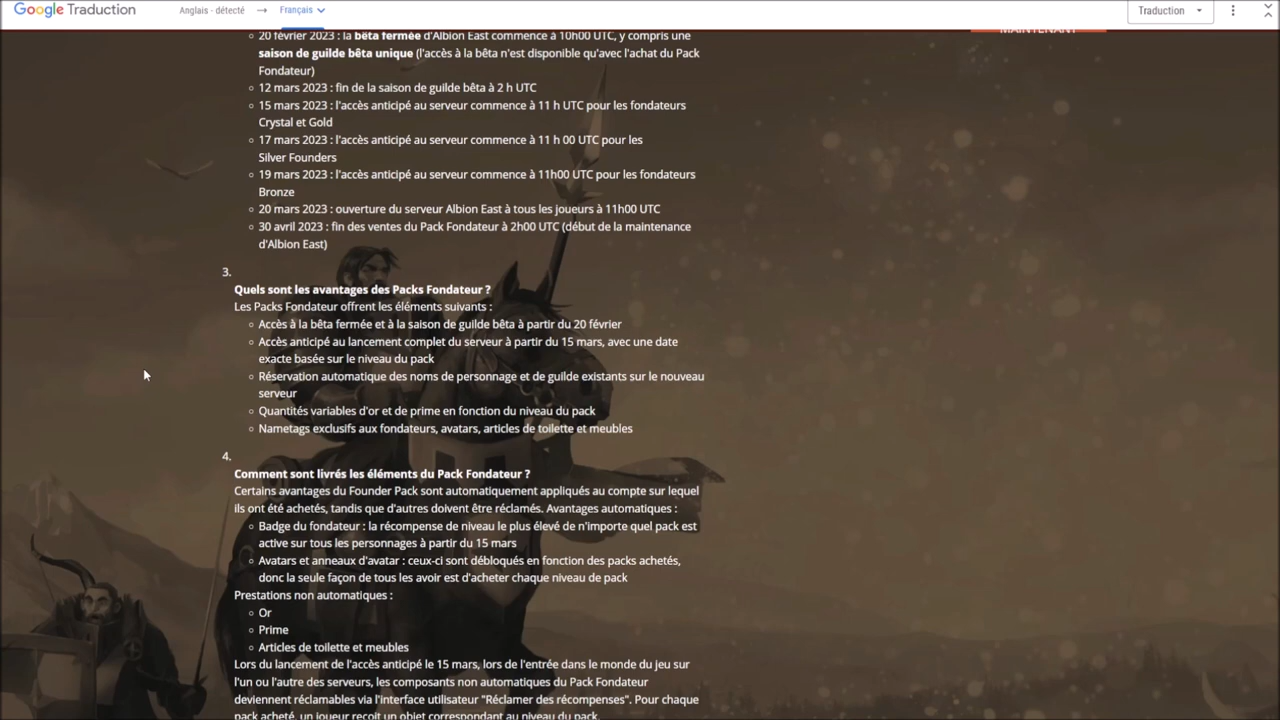 Google Traduction
Anglais - détecté → Français
Traduction
MAINTENANT
20 février 2023 : la bêta fermée d'Albion East commence à 10h00 UTC, y compris une
saison de guilde bêta unique (l'accès à la bêta n'est disponible qu'avec l'achat du Pack
Fondateur)
12 mars 2023 : fin de la saison de guilde bêta à 2 h UTC
15 mars 2023 : l'accès anticipé au serveur commence à 11 h UTC pour les fondateurs
Crystal et Gold
17 mars 2023 : l'accès anticipé au serveur commence à 11 h 00 UTC pour les
Silver Founders
19 mars 2023 : l'accès anticipé au serveur commence à 11h00 UTC pour les fondateurs
Bronze
20 mars 2023 : ouverture du serveur Albion East à tous les joueurs à 11h00 UTC
30 avril 2023 : fin des ventes du Pack Fondateur à 2h00 UTC (début de la maintenance
d'Albion East)
3.
Quels sont les avantages des Packs Fondateur ?
Les Packs Fondateur offrent les éléments suivants :
Accès à la bêta fermée et à la saison de guilde bêta à partir du 20 février
Accès anticipé au lancement complet du serveur à partir du 15 mars, avec une date
exacte basée sur le niveau du pack
Réservation automatique des noms de personnage et de guilde existants sur le nouveau
serveur
Quantités variables d'or et de prime en fonction du niveau du pack
Nametags exclusifs aux fondateurs, avatars, articles de toilette et meubles
4.
Comment sont livrés les éléments du Pack Fondateur ?
Certains avantages du Founder Pack sont automatiquement appliqués au compte sur lequel
ils ont été achetés, tandis que d'autres doivent être réclamés. Avantages automatiques :
Badge du fondateur : la récompense de niveau le plus élevé de n'importe quel pack est
active sur tous les personnages à partir du 15 mars
Avatars et anneaux d'avatar : ceux-ci sont débloqués en fonction des packs achetés,
donc la seule façon de tous les avoir est d'acheter chaque niveau de pack
Prestations non automatiques :
Or
Prime
Articles de toilette et meubles
Lors du lancement de l'accès anticipé le 15 mars, lors de l'entrée dans le monde du jeu sur
l'un ou l'autre des serveurs, les composants non automatiques du Pack Fondateur
deviennent réclamables via l'interface utilisateur "Réclamer des récompenses". Pour chaque
pack acheté, un joueur reçoit un objet correspondant au niveau du pack.